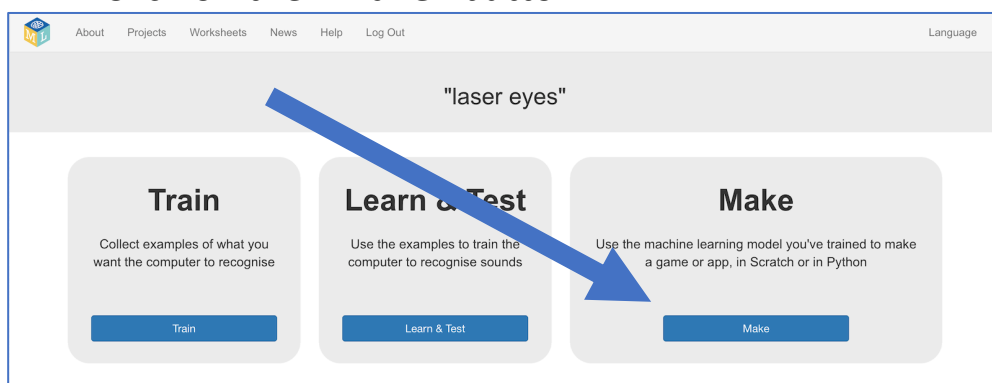 About Projects Worksheets News Help Log Out Language
"laser eyes"
Train
Collect examples of what you
want the computer to recognise
Train
Learn & Test
Use the examples to train the
computer to recognise sounds
Learn & Test
Make
Use the machine learning model you've trained to make
a game or app, in Scratch or in Python
Make